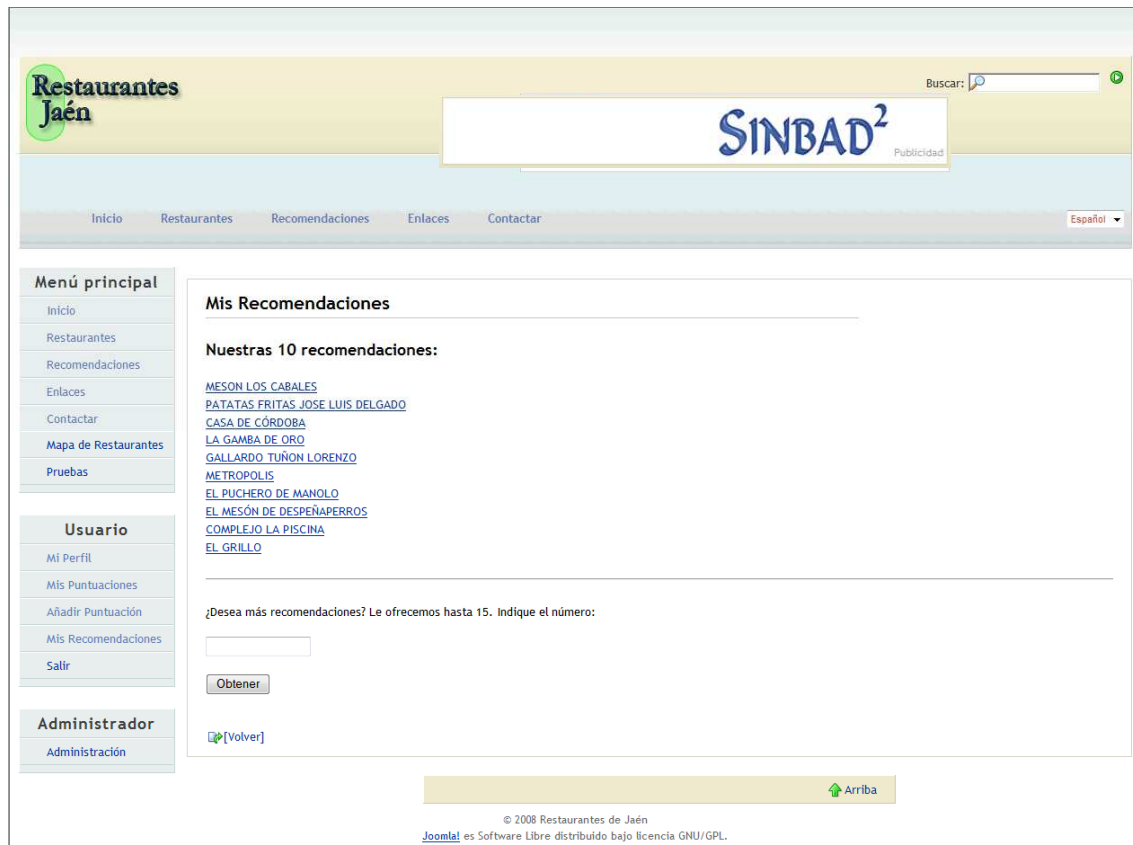 Restaurantes
Jaén
Buscar:
SINBAD²
Publicidad
Inicio Restaurantes Recomendaciones Enlaces Contactar
Español
Menú principal
Inicio
Restaurantes
Recomendaciones
Enlaces
Contactar
Mapa de Restaurantes
Pruebas
Usuario
Mi Perfil
Mis Puntuaciones
Añadir Puntuación
Mis Recomendaciones
Salir
Administrador
Administración
Mis Recomendaciones
Nuestras 10 recomendaciones:
MESON LOS CABALES
PATATAS FRITAS JOSE LUIS DELGADO
CASA DE CÓRDOBA
LA GAMBA DE ORO
GALLARDO TUÑON LORENZO
METROPOLIS
EL PUCHERO DE MANOLO
EL MESÓN DE DESPEÑAPERROS
COMPLEJO LA PISCINA
EL GRILLO
¿Desea más recomendaciones? Le ofrecemos hasta 15. Indique el número:
Obtener
[Volver]
Arriba
© 2008 Restaurantes de Jaén
Joomla! es Software Libre distribuido bajo licencia GNU/GPL.